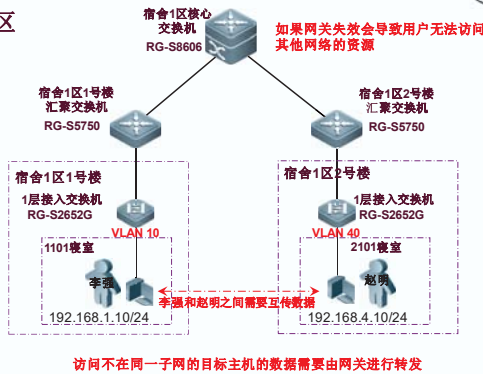 区
宿舍1区核心
交换机
RG-S8606
如果网关失效会导致用户无法访问
其他网络的资源
宿舍1区1号楼
汇聚交换机
RG-S5750
宿舍1区2号楼
汇聚交换机
RG-S5750
宿舍1区1号楼
1层接入交换机
RG-S2652G
VLAN 10
1101寝室
李强
192.168.1.10/24
宿舍1区2号楼
1层接入交换机
RG-S2652G
VLAN 40
2101寝室
赵明
192.168.4.10/24
李强和赵明之间需要互传数据
访问不在同一子网的目标主机的数据需要由网关进行转发